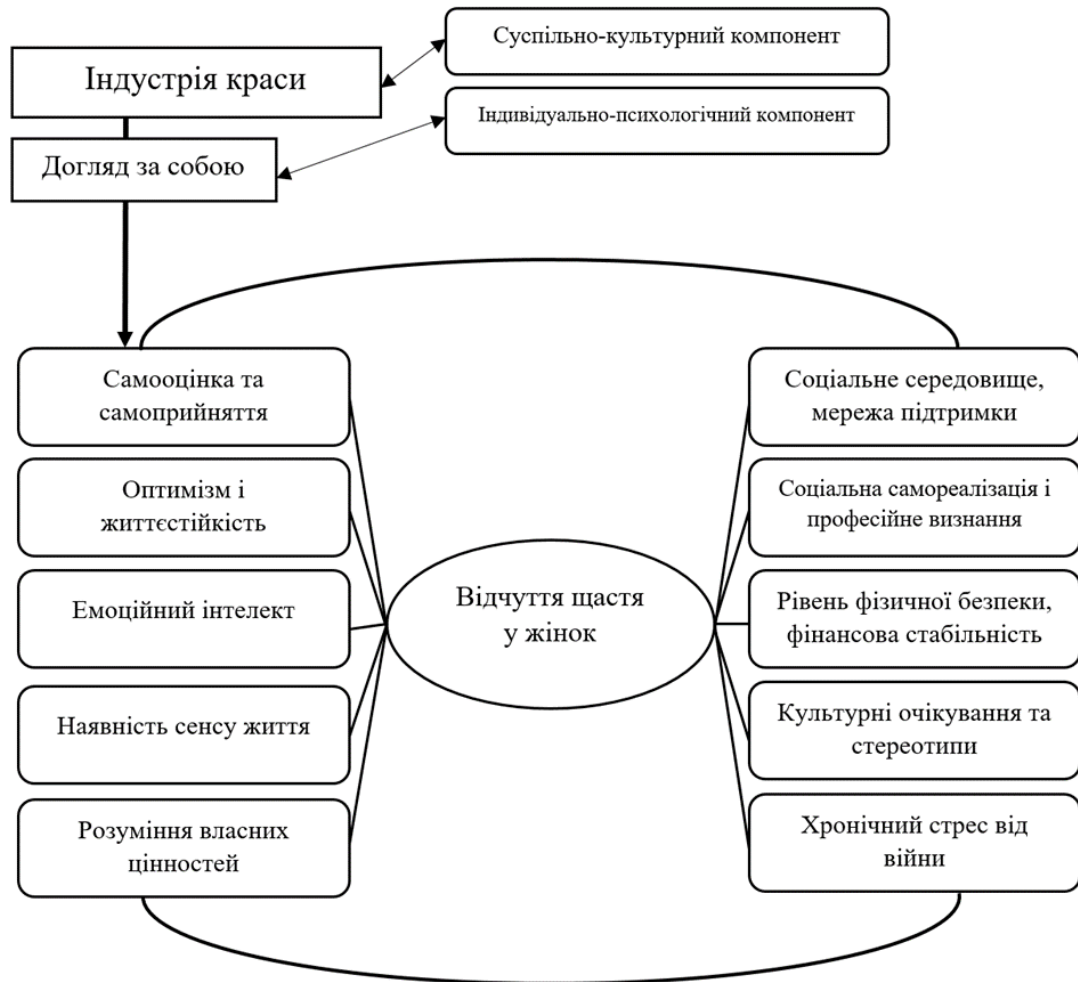 Суспільно-культурний компонент
Індустрія краси
Індивідуально-психологічний компонент
Догляд за собою
Самооцінка та
самоприйняття
Оптимізм і
життєстійкість
Емоційний інтелект
Наявність сенсу життя
Розуміння власних
цінностей
Відчуття щастя
у жінок
Соціальне середовище,
мережа підтримки
Соціальна самореалізація і
професійне визнання
Рівень фізичної безпеки,
фінансова стабільність
Культурні очікування та
стереотипи
Хронічний стрес від
війни